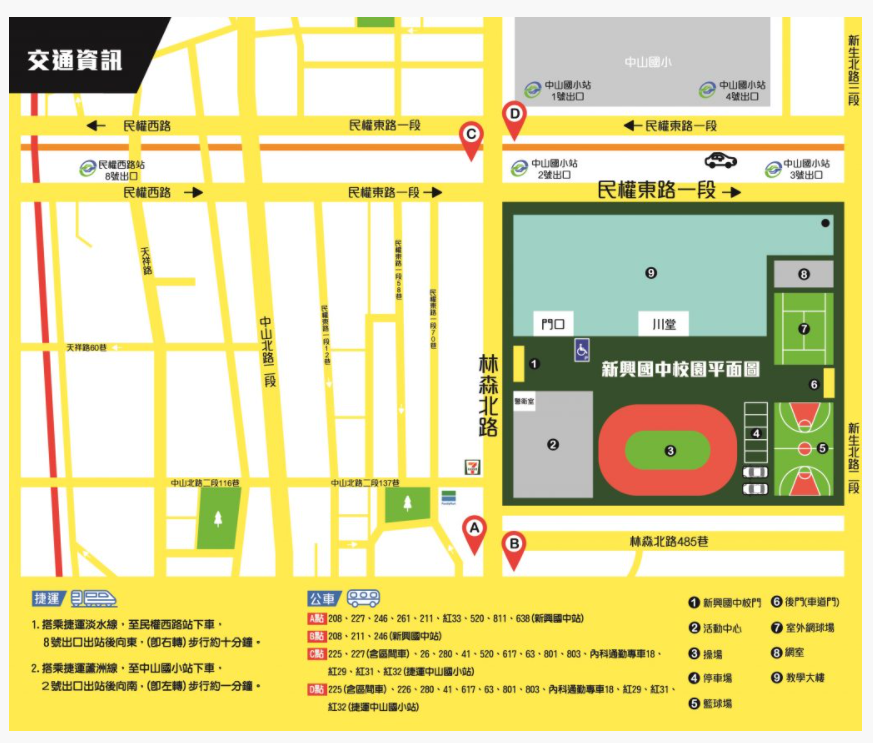 交通資訊
中山國小
新生北路三段
中山國小站
1號出口
中山國小站
4號出口
D
民權西路
民權東路一段
民權東路一段
C
民權西路站
8號出口
中山國小站
2號出口
中山國小站
3號出口
民權西路
民權東路一段
民權東路一段
天祥路
民權東路一段58巷
民權東路一段70巷
民權東路一段12巷
中山北路二段
天祥路60巷
林森北路
9
8
7
門口
川堂
1
新興國中校園平面圖
6
警衛室
2
3
4
5
新生北路二段
7
中山北路二段116巷
中山北路二段137巷
A
B
林森北路485巷
捷運
1. 搭乘捷運淡水線，至民權西路站下車，
8號出口出站後向東，(即右轉)步行約十分鐘。
2. 搭乘捷運蘆洲線，至中山國小站下車，
2號出口出站後向南，(即左轉)步行約一分鐘。
公車
A點 208、227、246、261、211、紅33、520、811、638(新興國中站)
B點 208、211、246(新興國中站)
C點 225、227(倉區間車)、26、280、41、520、617、63、801、803、內科通勤專車18、
紅29、紅31、紅32(捷運中山國小站)
D點 225(倉區間車)、226、280、41、617、63、801、803、內科通勤專車18、紅29、紅31、
紅32(捷運中山國小站)
1 新興國中校門
2 活動中心
3 操場
4 停車場
5 籃球場
6 後門(車道門)
7 室外網球場
8 網室
9 教學大樓